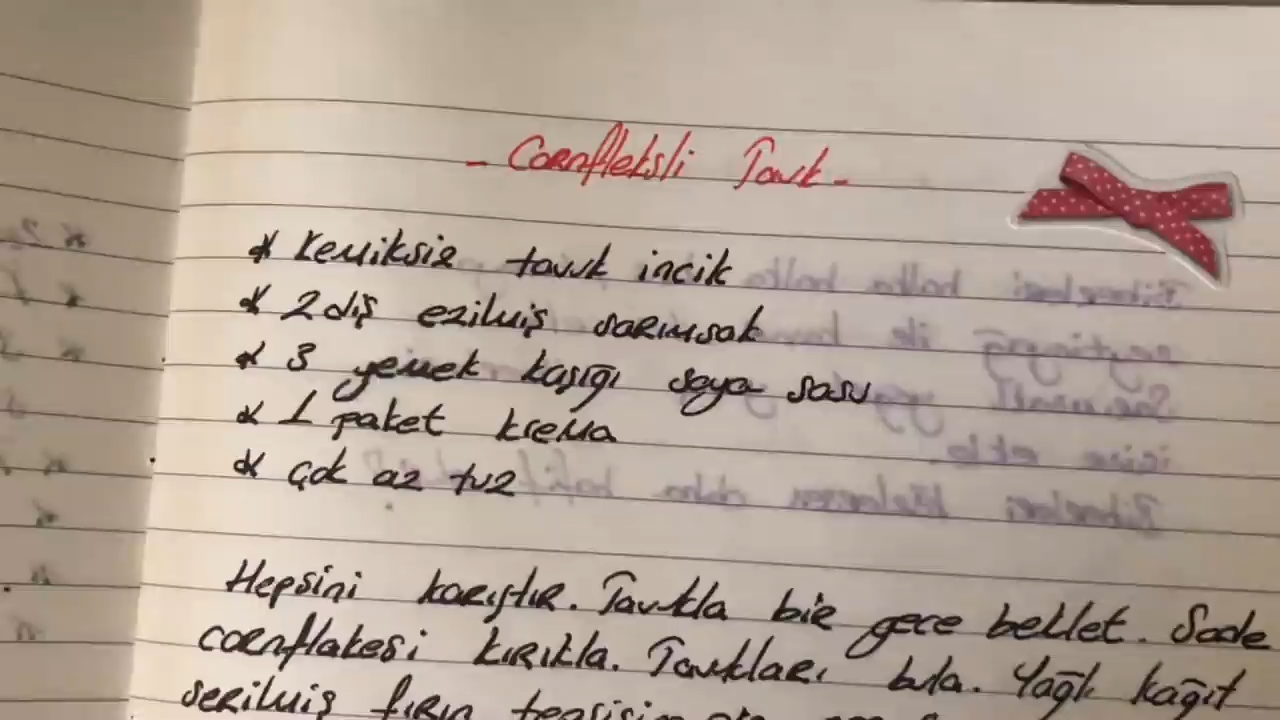 - Cornfleksli Tavuk -
* Kemiksiz tavuk incik
* 2 diş ezilmiş sarımsak
* 3 yemek kaşığı soya sosu
* 1 paket krema
* çok az tuz
Hepsini karıştır. Tavukla bir gece beklet. Sade
cornflakesi kırıkla. Tavukları bula. Yağlı kağıt
serilmiş fırın tepsisine